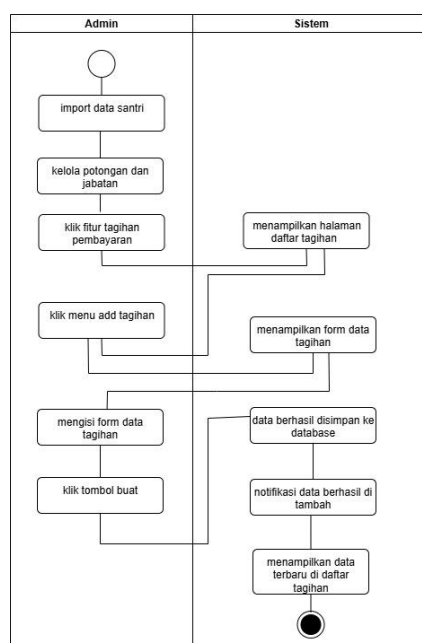 Admin
Sistem
import data santri
kelola potongan dan
jabatan
klik fitur tagihan
pembayaran
menampilkan halaman
daftar tagihan
klik menu add tagihan
menampilkan form data
tagihan
mengisi form data
tagihan
data berhasil disimpan ke
database
klik tombol buat
notifikasi data berhasil di
tambah
menampilkan data
terbaru di daftar
tagihan